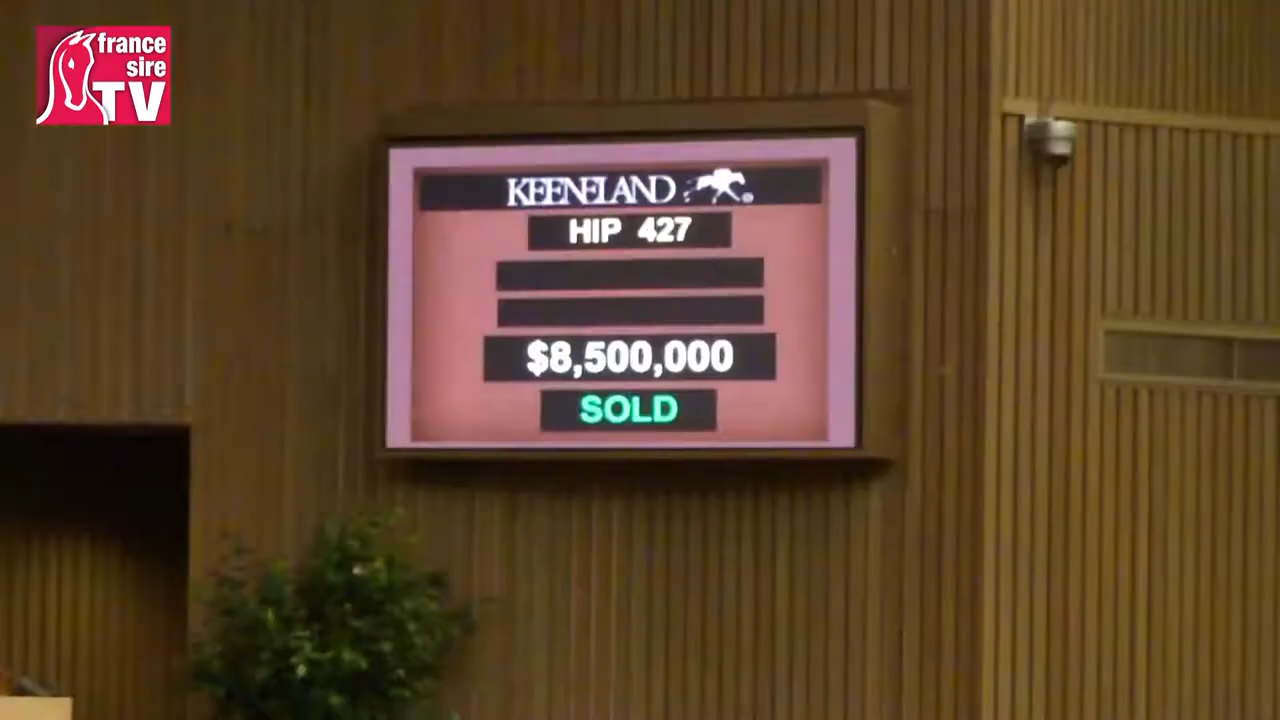 france
sire
TV
KEENELAND
HIP 427
$8,500,000
SOLD